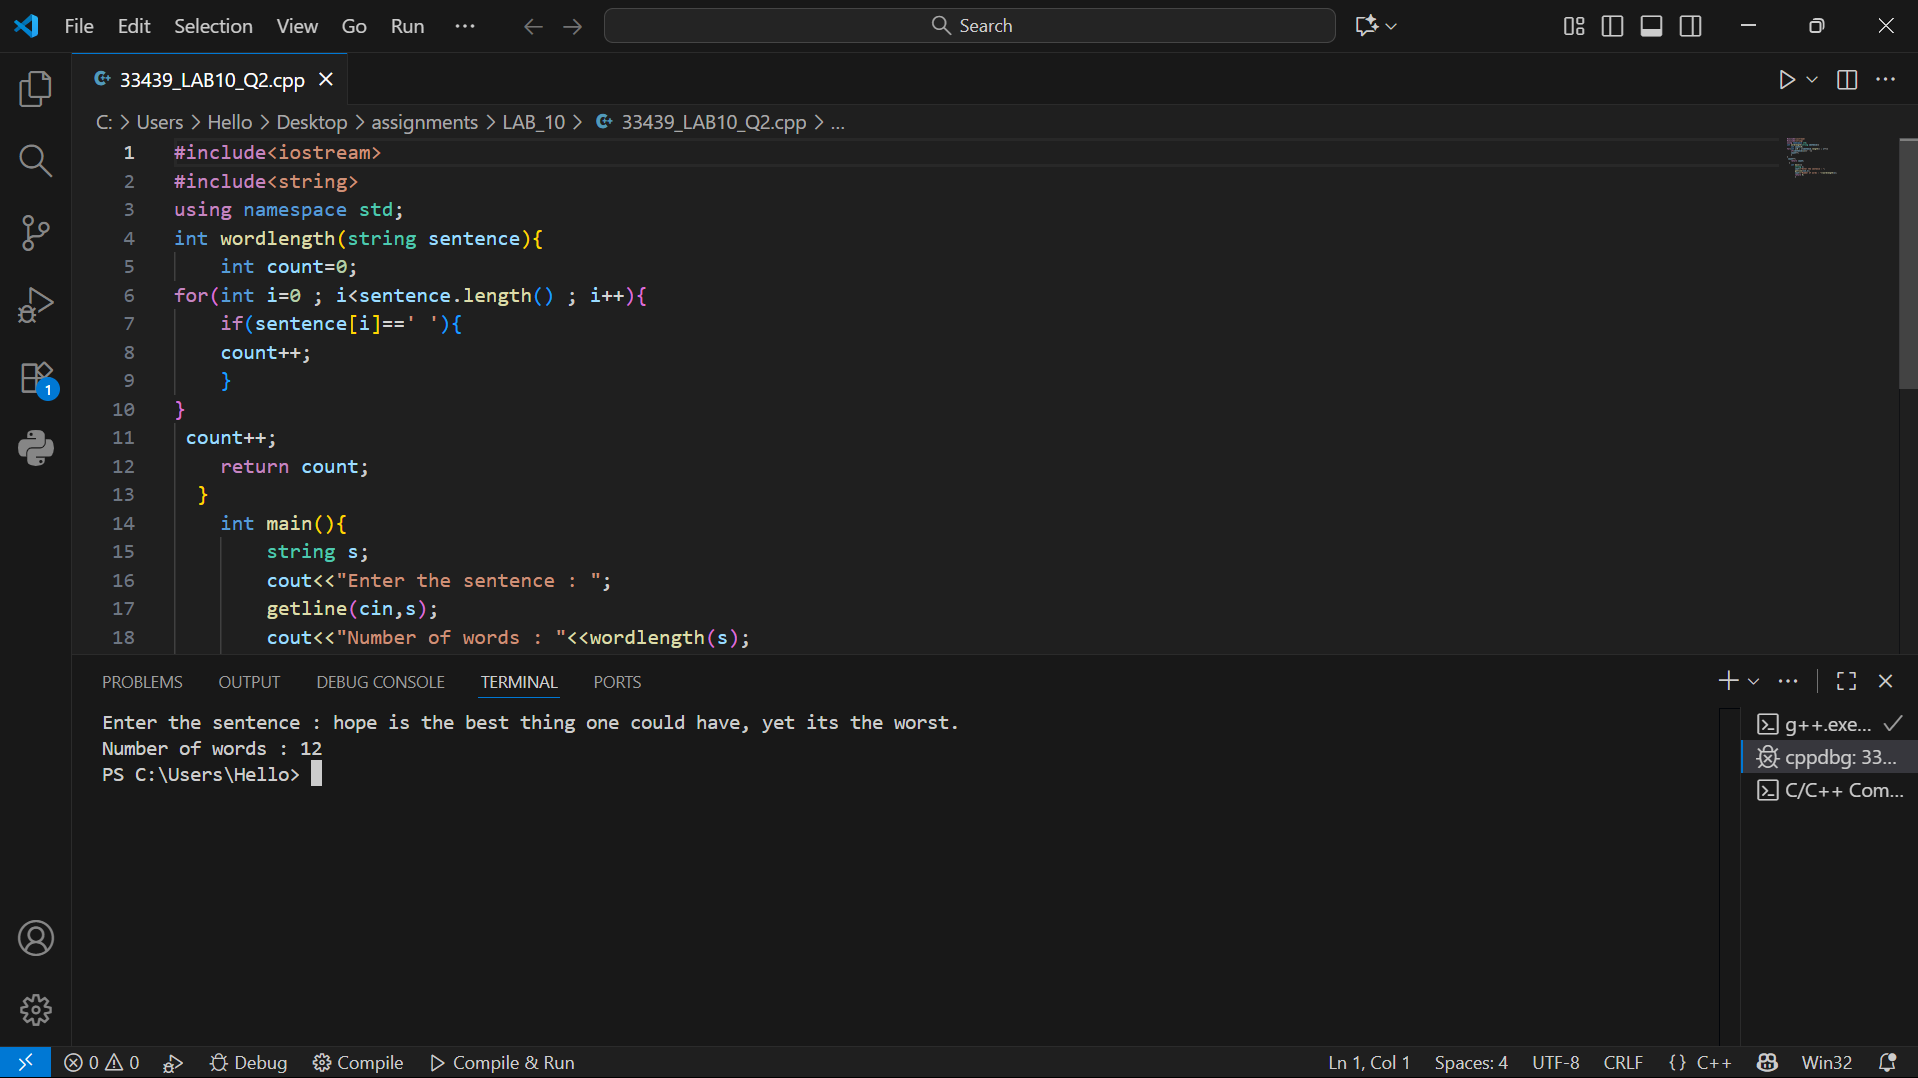 File Edit Selection View Go Run ··· Search
33439_LAB10_Q2.cpp
C: > Users > Hello > Desktop > assignments > LAB_10 > 33439_LAB10_Q2.cpp > ...
1 #include<iostream>
2 #include<string>
3 using namespace std;
4 int wordlength(string sentence){
5 int count=0;
6 for(int i=0 ; i<sentence.length() ; i++){
7 if(sentence[i]==' '){
8 count++;
9 }
10 }
11 count++;
12 return count;
13 }
14 int main(){
15 string s;
16 cout<<"Enter the sentence : ";
17 getline(cin,s);
18 cout<<"Number of words : "<<wordlength(s);
1
PROBLEMS OUTPUT DEBUG CONSOLE TERMINAL PORTS
Enter the sentence : hope is the best thing one could have, yet its the worst.
Number of words : 12
PS C:\Users\Hello>
g++.exe...
cppdbg: 33...
C/C++ Com...
0 0 Debug Compile Compile & Run Ln 1, Col 1 Spaces: 4 UTF-8 CRLF {} C++ Win32